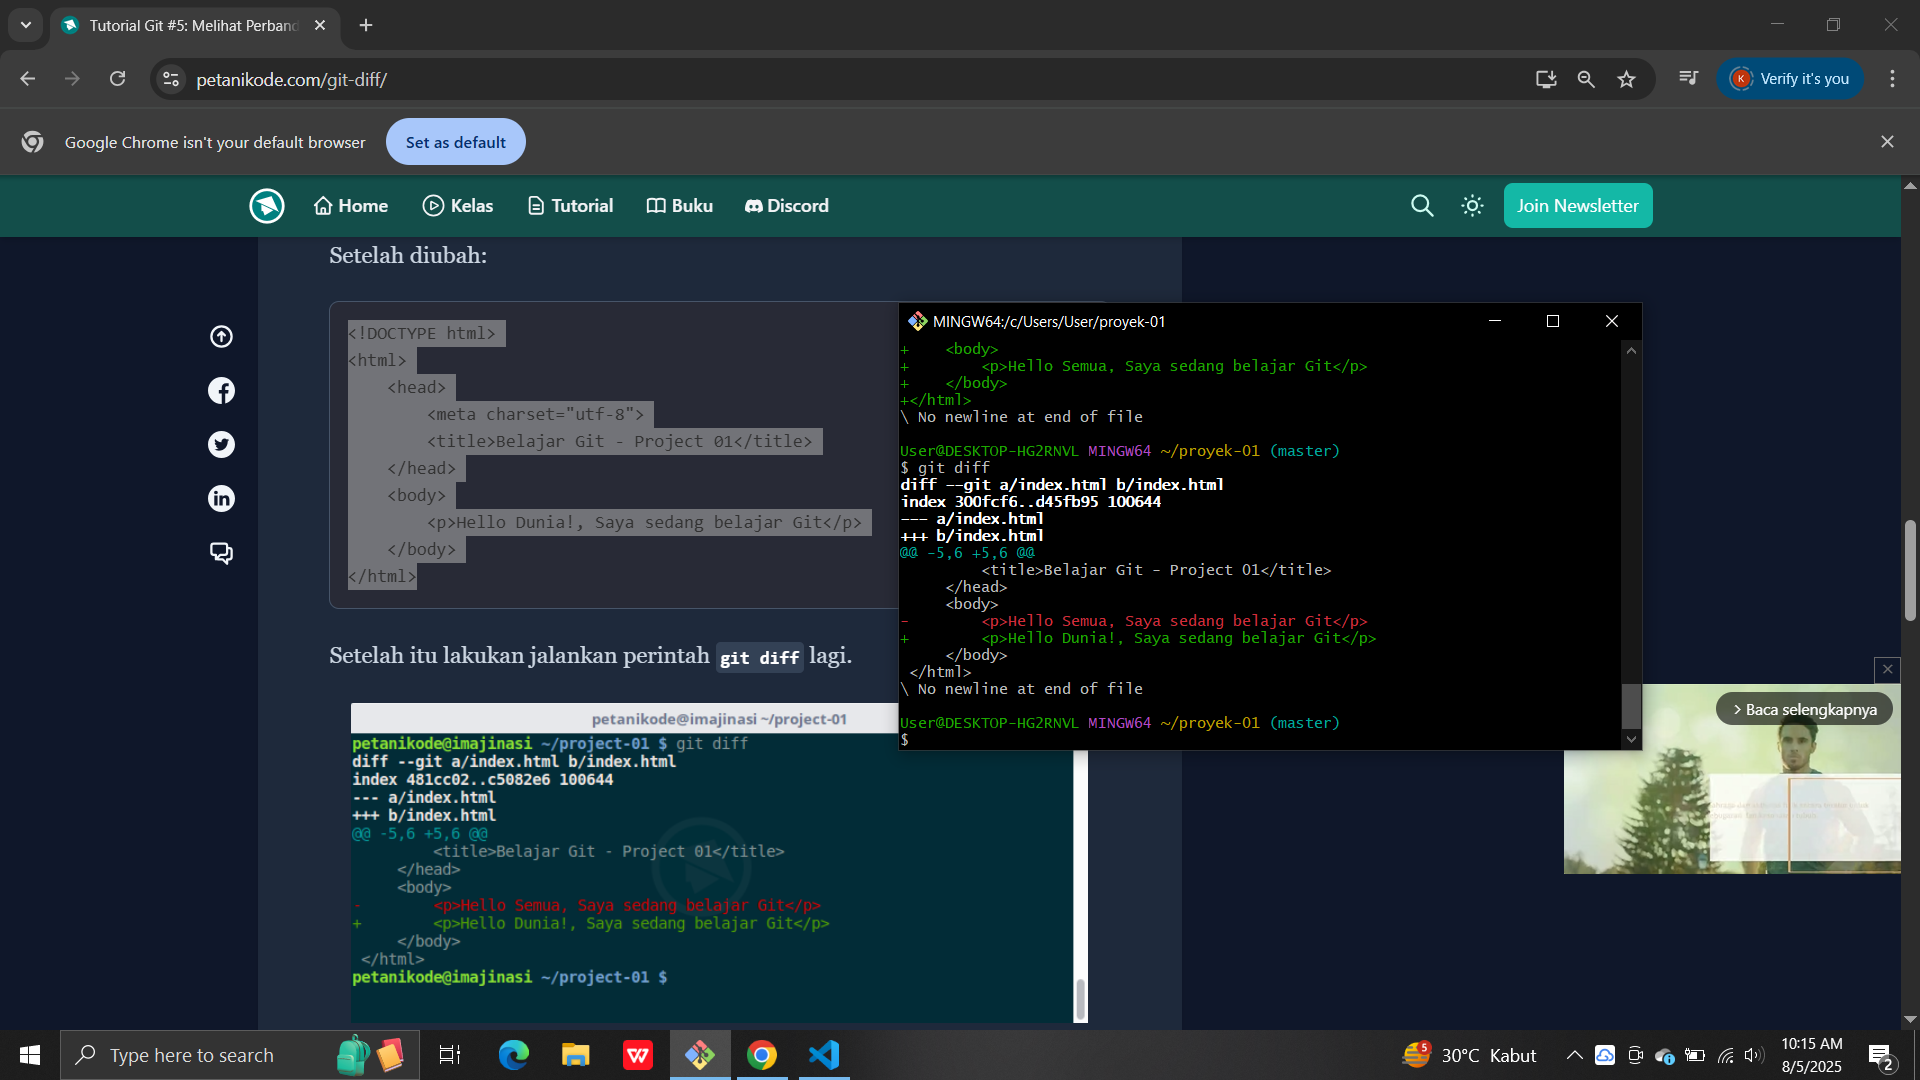 Tutorial Git #5: Melihat Perband
petanikode.com/git-diff/
K
Verify it's you
Google Chrome isn't your default browser
Set as default
Home
Kelas
Tutorial
Buku
Discord
Join Newsletter
Setelah diubah:
<!DOCTYPE html>
<html>
    <head>
        <meta charset="utf-8">
        <title>Belajar Git - Project 01</title>
    </head>
    <body>
        <p>Hello Dunia!, Saya sedang belajar Git</p>
    </body>
</html>
Setelah itu lakukan jalankan perintah git diff lagi.
petanikode@imajinasi ~/project-01
petanikode@imajinasi ~/project-01 $ git diff
diff --git a/index.html b/index.html
index 481cc02..c5082e6 100644
--- a/index.html
+++ b/index.html
@@ -5,6 +5,6 @@
         <title>Belajar Git - Project 01</title>
     </head>
     <body>
-        <p>Hello Semua, Saya sedang belajar Git</p>
+        <p>Hello Dunia!, Saya sedang belajar Git</p>
     </body>
 </html>
petanikode@imajinasi ~/project-01 $
MINGW64:/c/Users/User/proyek-01
+    <body>
+        <p>Hello Semua, Saya sedang belajar Git</p>
+    </body>
+</html>
\ No newline at end of file
User@DESKTOP-HG2RNVL MINGW64 ~/proyek-01 (master)
$ git diff
diff --git a/index.html b/index.html
index 300fcf6..d45fb95 100644
--- a/index.html
+++ b/index.html
@@ -5,6 +5,6 @@
         <title>Belajar Git - Project 01</title>
     </head>
     <body>
-        <p>Hello Semua, Saya sedang belajar Git</p>
+        <p>Hello Dunia!, Saya sedang belajar Git</p>
     </body>
 </html>
\ No newline at end of file
User@DESKTOP-HG2RNVL MINGW64 ~/proyek-01 (master)
$
Baca selengkapnya
Type here to search
5
30°C Kabut
10:15 AM
8/5/2025
2